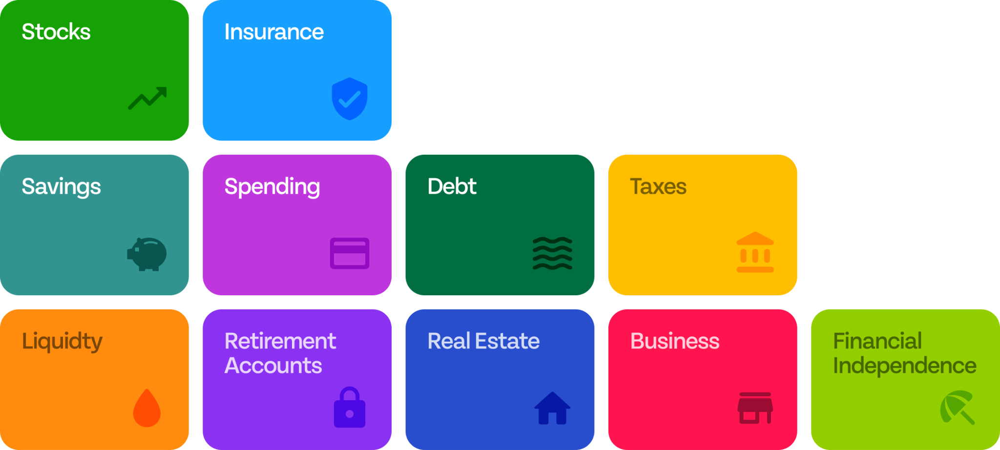 Stocks
Insurance
Savings
Spending
Debt
Taxes
Liquidty
Retirement
Accounts
Real Estate
Business
Financial
Independence